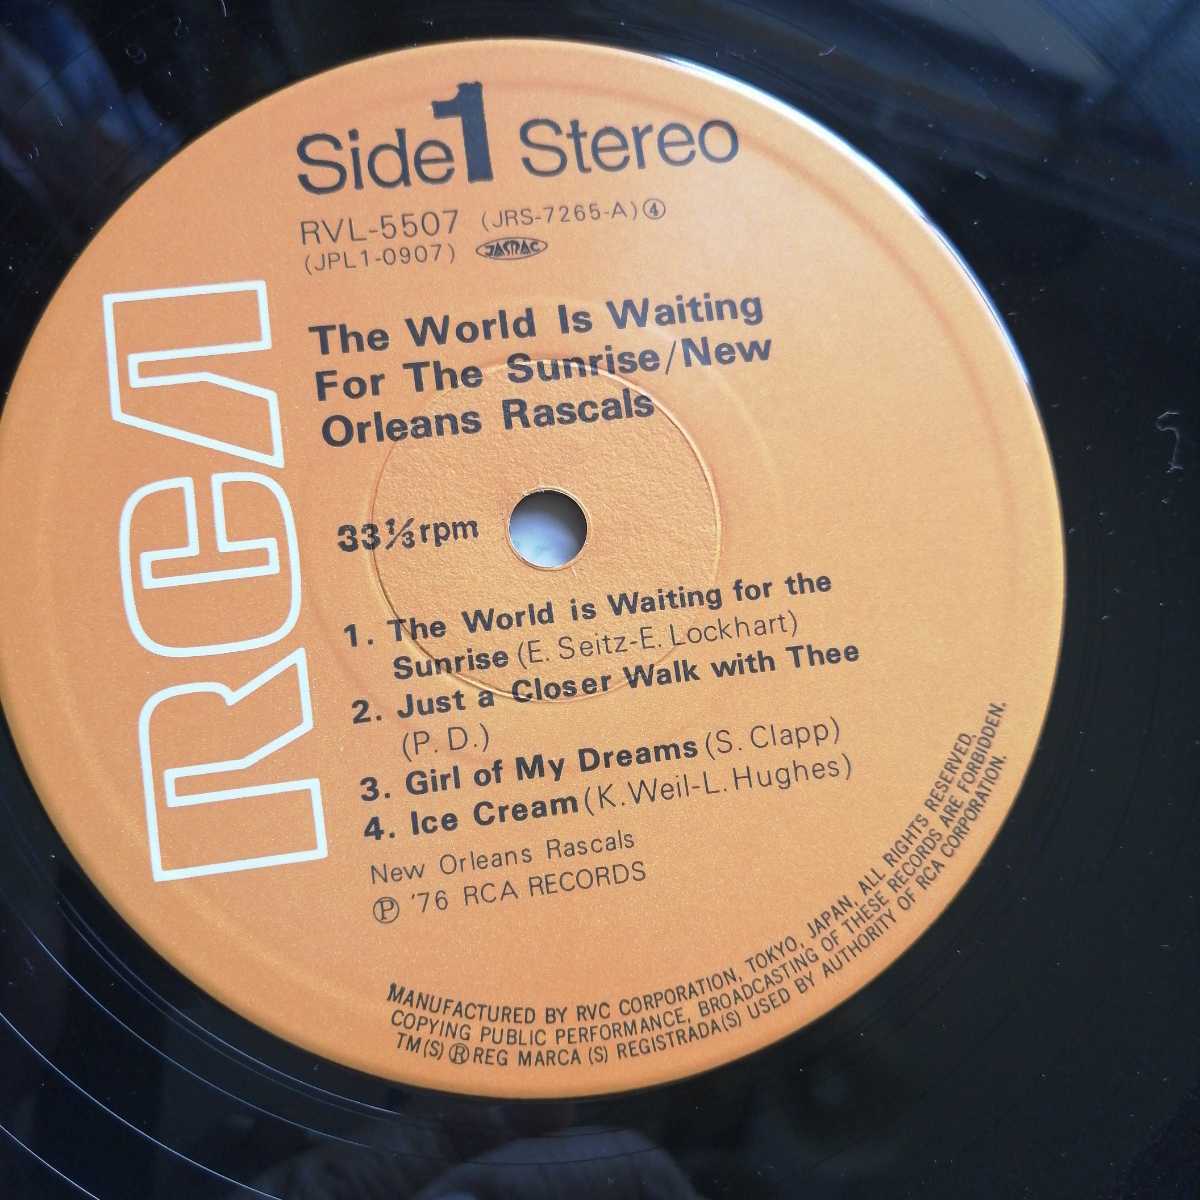 Side 1 Stereo
RVL-5507 (JRS-7265-A)④
(JPL1-0907) JASRAC
RCA
The World Is Waiting
For The Sunrise/New
Orleans Rascals
33⅓rpm
1. The World is Waiting for the
Sunrise (E. Seitz-E. Lockhart)
2. Just a Closer Walk with Thee
(P. D.)
3. Girl of My Dreams (S. Clapp)
4. Ice Cream (K. Weil-L. Hughes)
New Orleans Rascals
Ⓟ '76 RCA RECORDS
MANUFACTURED BY RVC CORPORATION, TOKYO, JAPAN, ALL RIGHTS RESERVED.
COPYING PUBLIC PERFORMANCE, BROADCASTING OF THESE RECORDS ARE FORBIDDEN.
TM(S) ® REG MARCA (S) REGISTRADA(S) USED BY AUTHORITY OF RCA CORPORATION.